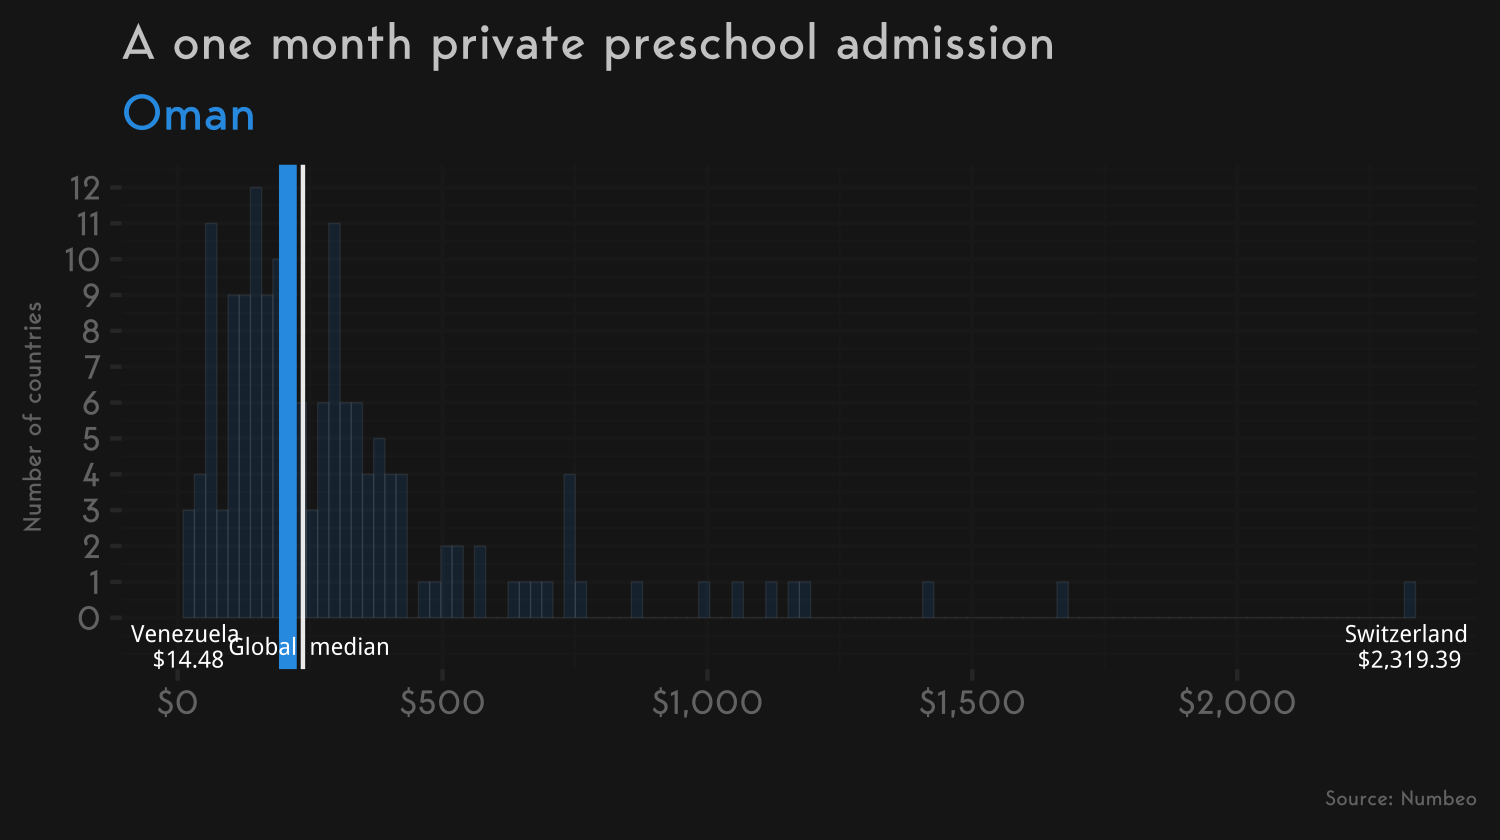 A one month private preschool admission
Oman
Number of countries
12
11
10
9
8
7
6
5
4
3
2
1
0
Venezuela
$14.48
Global median
Switzerland
$2,319.39
$0 $500 $1,000 $1,500 $2,000
Source: Numbeo